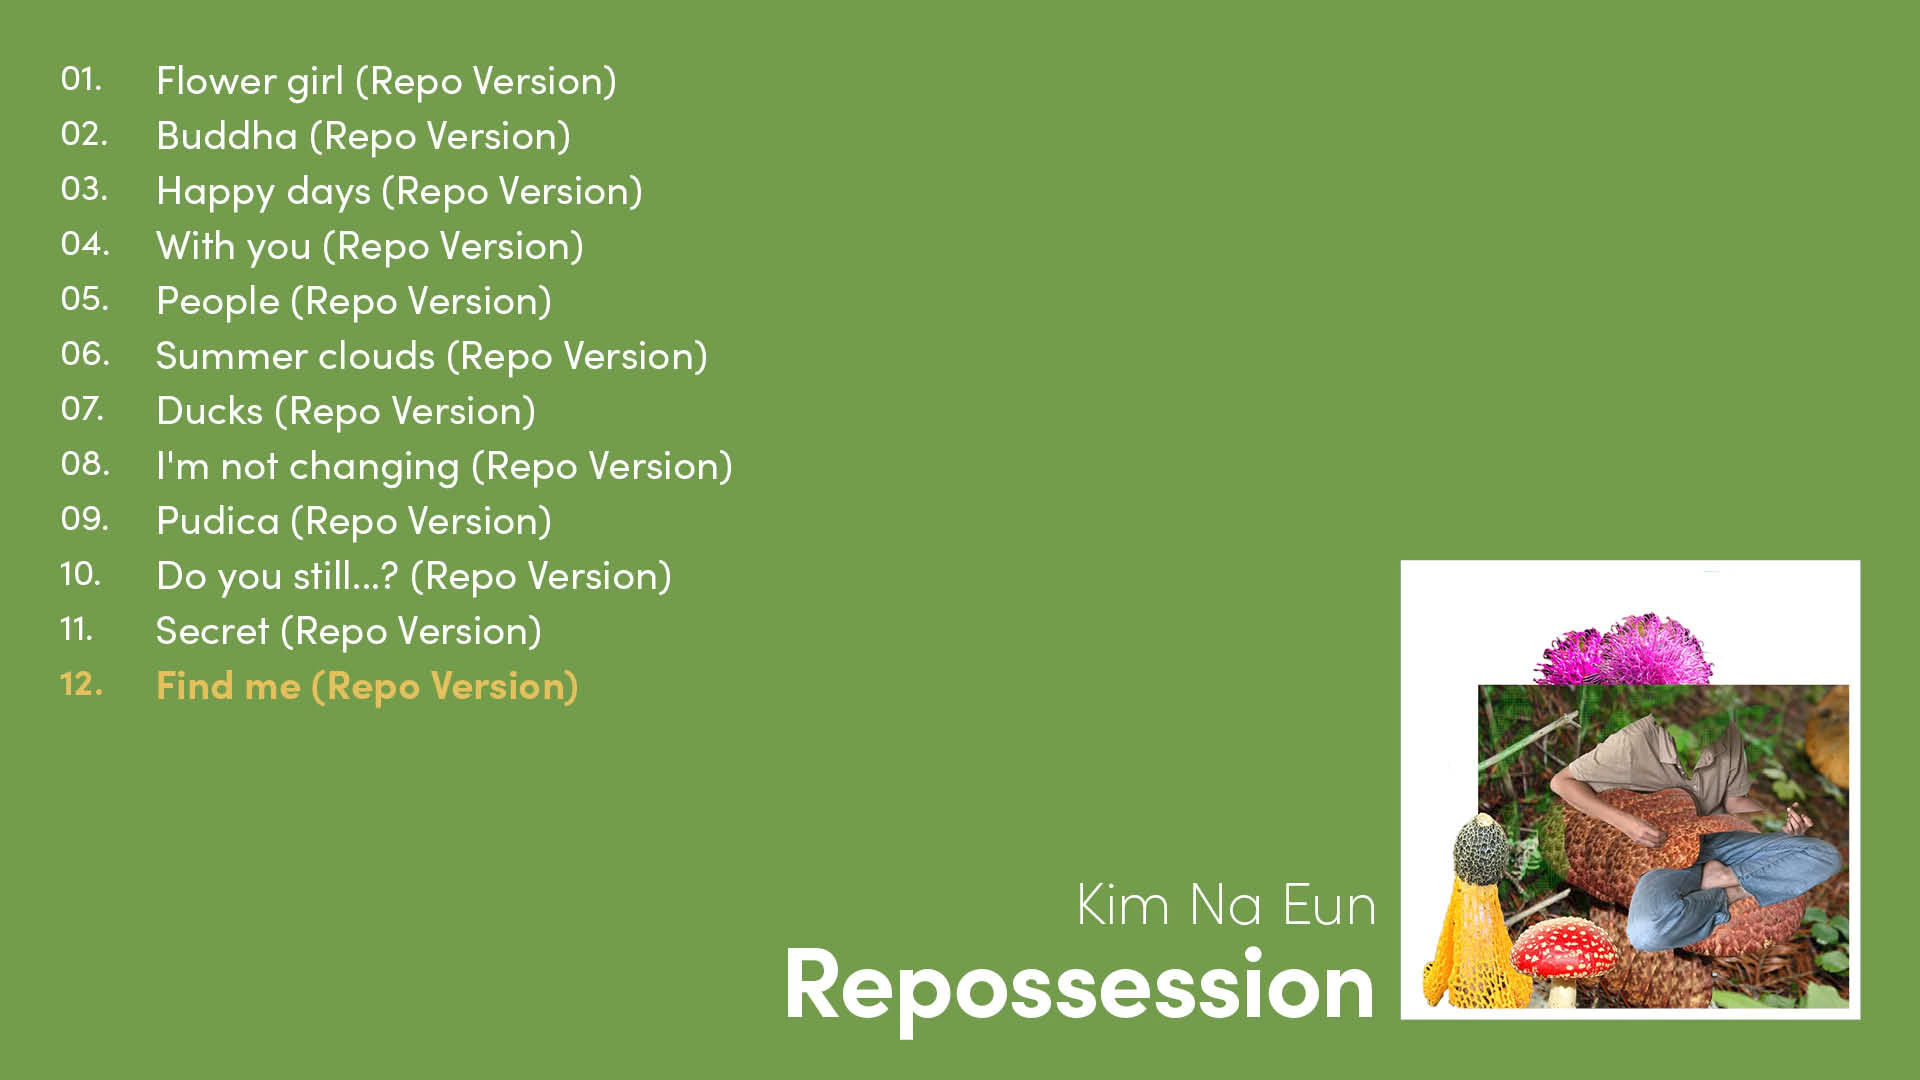 01. Flower girl (Repo Version)
02. Buddha (Repo Version)
03. Happy days (Repo Version)
04. With you (Repo Version)
05. People (Repo Version)
06. Summer clouds (Repo Version)
07. Ducks (Repo Version)
08. I'm not changing (Repo Version)
09. Pudica (Repo Version)
10. Do you still...? (Repo Version)
11. Secret (Repo Version)
12. Find me (Repo Version)
Kim Na Eun
Repossession